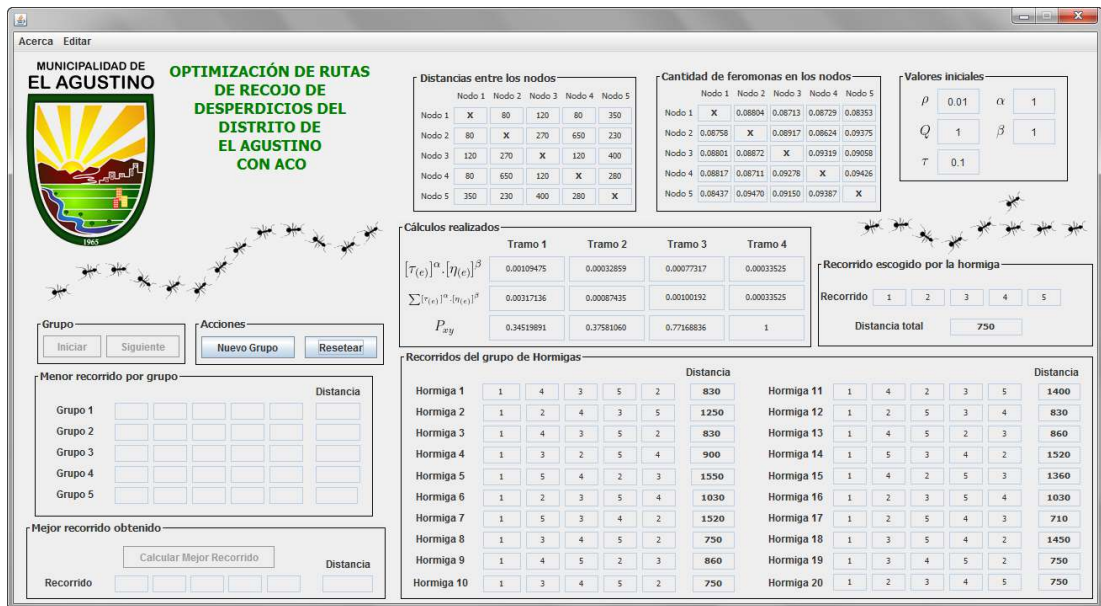 Acerca Editar
MUNICIPALIDAD DE
EL AGUSTINO
1965
OPTIMIZACIÓN DE RUTAS
DE RECOJO DE
DESPERDICIOS DEL
DISTRITO DE
EL AGUSTINO
CON ACO
Distancias entre los nodos
Nodo 1 Nodo 2 Nodo 3 Nodo 4 Nodo 5
Nodo 1 X 80 120 80 350
Nodo 2 80 X 270 650 230
Nodo 3 120 270 X 120 400
Nodo 4 80 650 120 X 280
Nodo 5 350 230 400 280 X
Cantidad de feromonas en los nodos
Nodo 1 Nodo 2 Nodo 3 Nodo 4 Nodo 5
Nodo 1 X 0.08804 0.08713 0.08729 0.08353
Nodo 2 0.08758 X 0.08917 0.08624 0.09375
Nodo 3 0.08801 0.08872 X 0.09319 0.09058
Nodo 4 0.08817 0.08711 0.09278 X 0.09426
Nodo 5 0.08437 0.09470 0.09150 0.09387 X
Valores iniciales
ρ 0.01 α 1
Q 1 β 1
τ 0.1
Cálculos realizados
Tramo 1 Tramo 2 Tramo 3 Tramo 4
[τ(e)]^α.[η(e)]^β 0.00109475 0.00032859 0.00077317 0.00033525
∑[τ(e)]^α.[η(e)]^β 0.00317136 0.00087435 0.00100192 0.00033525
Pxy 0.34519891 0.37581060 0.77168836 1
Recorrido escogido por la hormiga
Recorrido 1 2 3 4 5
Distancia total 750
Grupo
Iniciar Siguiente
Acciones
Nuevo Grupo Resetear
Menor recorrido por grupo
Distancia
Grupo 1
Grupo 2
Grupo 3
Grupo 4
Grupo 5
Mejor recorrido obtenido
Calcular Mejor Recorrido Distancia
Recorrido
Recorridos del grupo de Hormigas
Distancia Distancia
Hormiga 1 1 4 3 5 2 830 Hormiga 11 1 4 2 3 5 1400
Hormiga 2 1 2 4 3 5 1250 Hormiga 12 1 2 5 3 4 830
Hormiga 3 1 4 3 5 2 830 Hormiga 13 1 4 5 2 3 860
Hormiga 4 1 3 2 5 4 900 Hormiga 14 1 5 3 4 2 1520
Hormiga 5 1 5 4 2 3 1550 Hormiga 15 1 4 2 5 3 1360
Hormiga 6 1 2 3 5 4 1030 Hormiga 16 1 2 3 5 4 1030
Hormiga 7 1 5 3 4 2 1520 Hormiga 17 1 2 5 4 3 710
Hormiga 8 1 3 4 5 2 750 Hormiga 18 1 3 5 4 2 1450
Hormiga 9 1 4 5 2 3 860 Hormiga 19 1 3 4 5 2 750
Hormiga 10 1 3 4 5 2 750 Hormiga 20 1 2 3 4 5 750